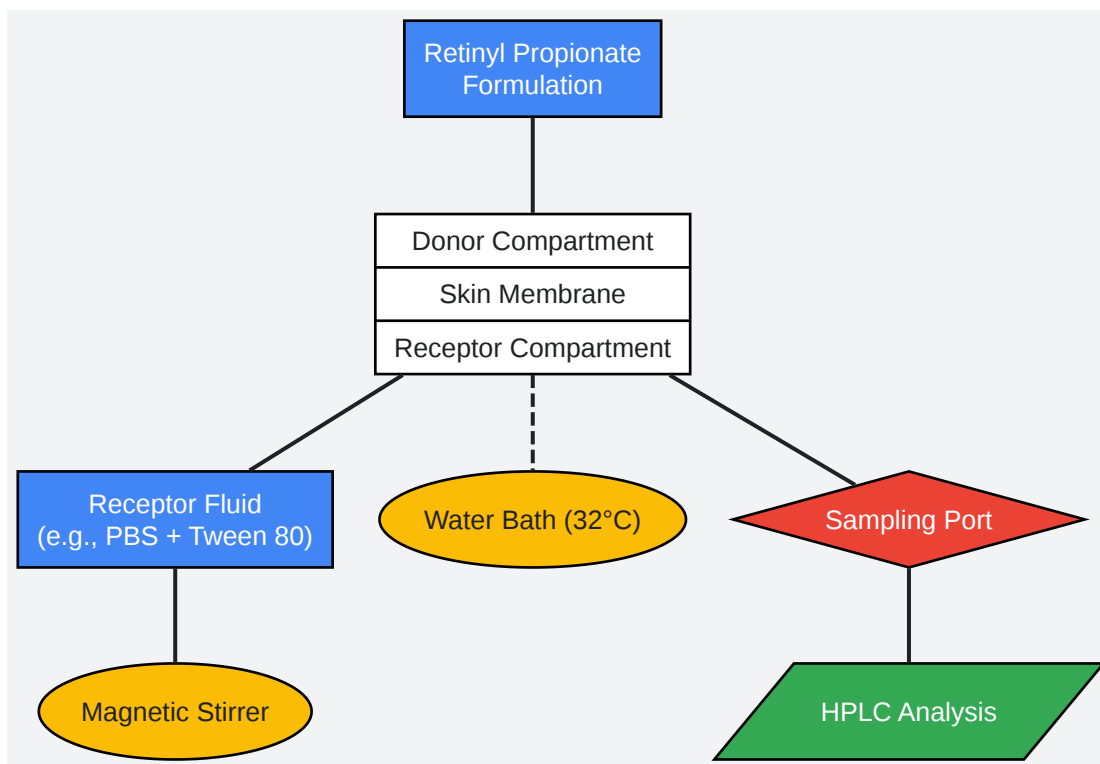 Retinyl Propionate
Formulation
Donor Compartment
Skin Membrane
Receptor Compartment
Receptor Fluid
(e.g., PBS + Tween 80)
Water Bath (32°C)
Sampling Port
Magnetic Stirrer
HPLC Analysis